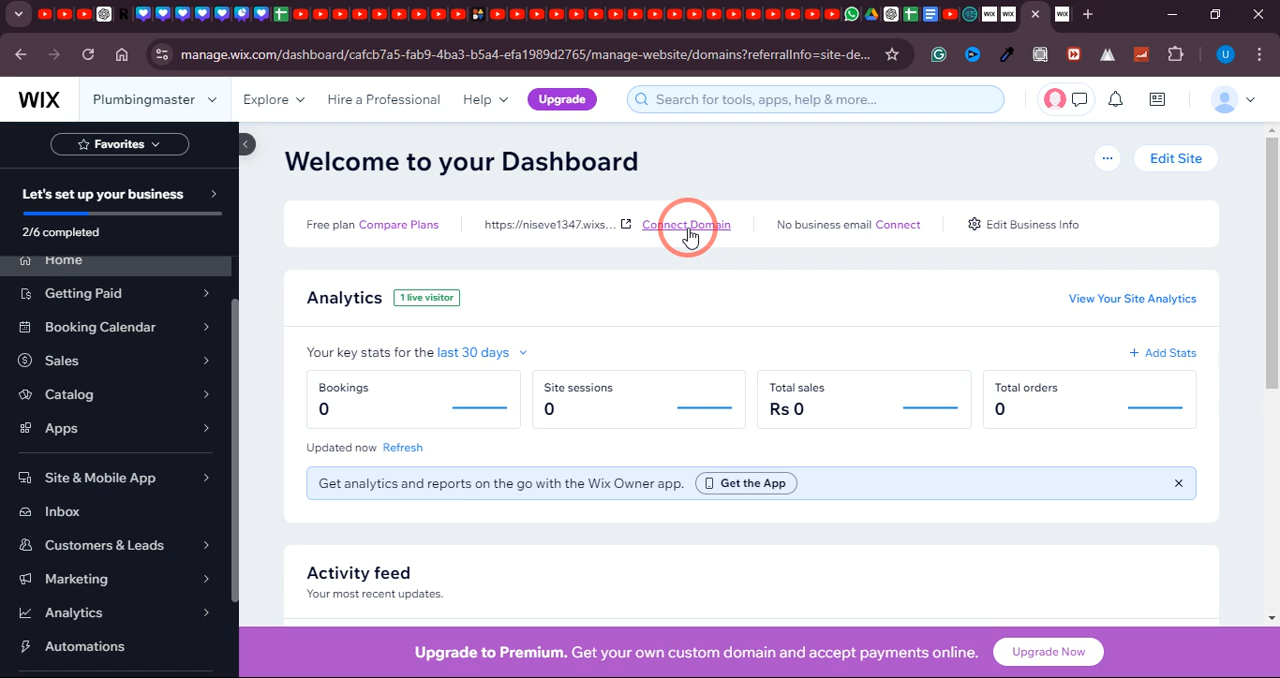 manage.wix.com/dashboard/cafcb7a5-fab9-4ba3-b5a4-efa1989d2765/manage-website/domains?referralInfo=site-de...
WIX
Plumbingmaster
Explore
Hire a Professional
Help
Upgrade
Search for tools, apps, help & more...
Favorites
Let's set up your business
2/6 completed
Home
Getting Paid
Booking Calendar
Sales
Catalog
Apps
Site & Mobile App
Inbox
Customers & Leads
Marketing
Analytics
Automations
Welcome to your Dashboard
Edit Site
Free plan Compare Plans
https://niseve1347.wixs...
Connect Domain
No business email Connect
Edit Business Info
Analytics
1 live visitor
View Your Site Analytics
Your key stats for the last 30 days
+ Add Stats
Bookings
0
Site sessions
0
Total sales
Rs 0
Total orders
0
Updated now Refresh
Get analytics and reports on the go with the Wix Owner app.
Get the App
Activity feed
Your most recent updates.
Upgrade to Premium. Get your own custom domain and accept payments online.
Upgrade Now